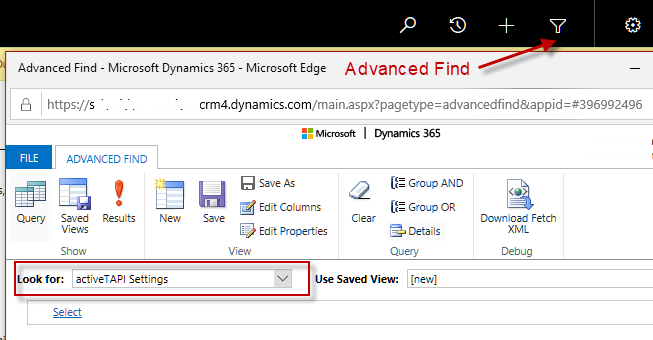 Advanced Find - Microsoft Dynamics 365 - Microsoft Edge
Advanced Find
https://s crm4.dynamics.com/main.aspx?pagetype=advancedfind&appid=#396992496
Microsoft | Dynamics 365
FILE ADVANCED FIND
Query
Saved Views
Results
Show
New
Save
Save As
Edit Columns
Edit Properties
View
Clear
Group AND
Group OR
Details
Query
Download Fetch XML
Debug
Look for: activeTAPI Settings Use Saved View: [new]
Select